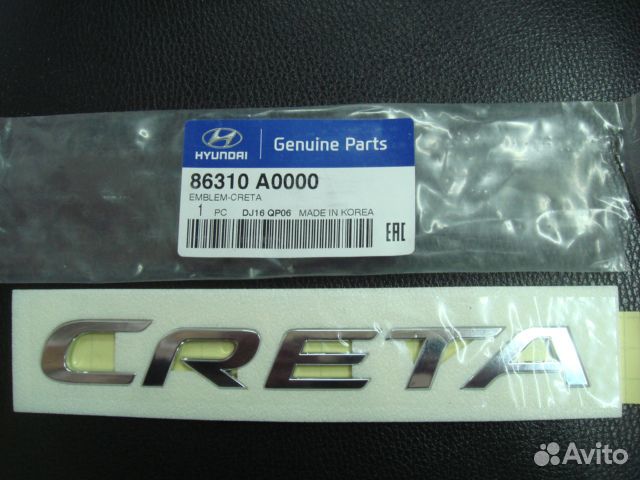 HYUNDAI
Genuine Parts
86310 A0000
EMBLEM-CRETA
1 PC DJ16 QP06 MADE IN KOREA
EAC
CRETA
Avito